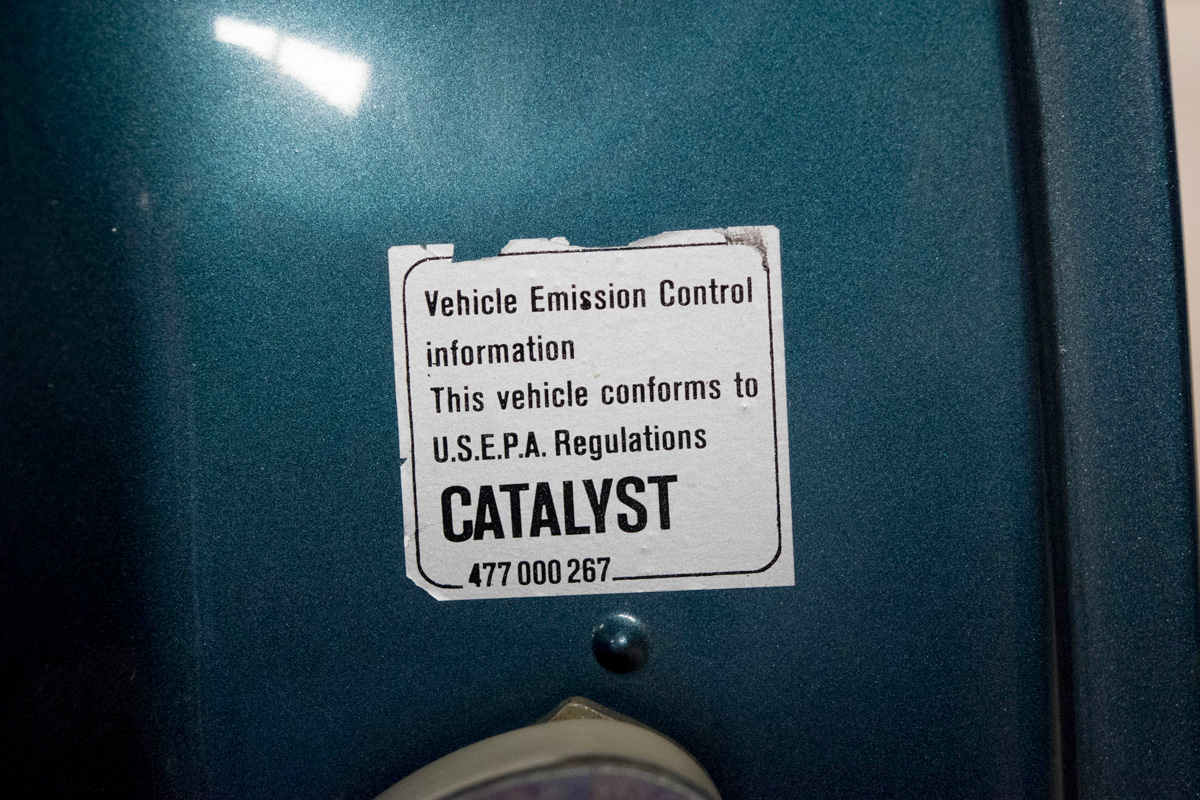 Vehicle Emission Control
information
This vehicle conforms to
U.S.E.P.A. Regulations
CATALYST
477 000 267